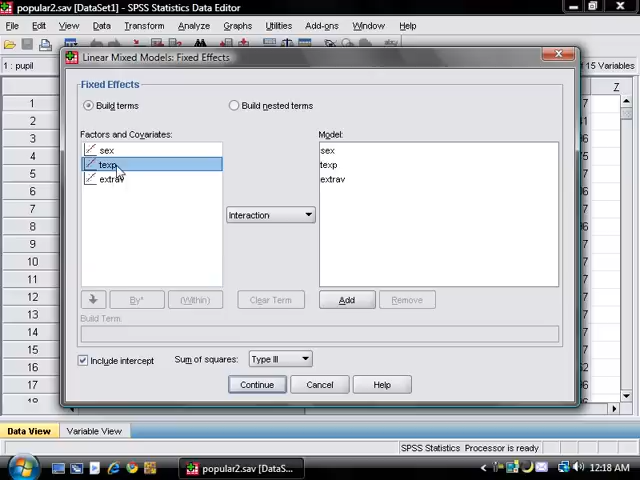 popular2.sav [DataSet1] - SPSS Statistics Data Editor
File Edit View Data Transform Analyze Graphs Utilities Add-ons Window Help
Linear Mixed Models: Fixed Effects
1 : pupil
15 Variables
Fixed Effects
Build terms
Build nested terms
Z
1
2
3
4
5
6
7
8
9
10
11
12
13
14
15
16
17
Factors and Covariates:
Model:
sex
texp
extrav
sex
texp
extrav
Interaction
By*
(Within)
Clear Term
Add
Remove
Build Term:
Include intercept
Sum of squares:
Type III
Continue
Cancel
Help
Data View
Variable View
SPSS Statistics Processor is ready
popular2.sav [DataS...
12:18 AM